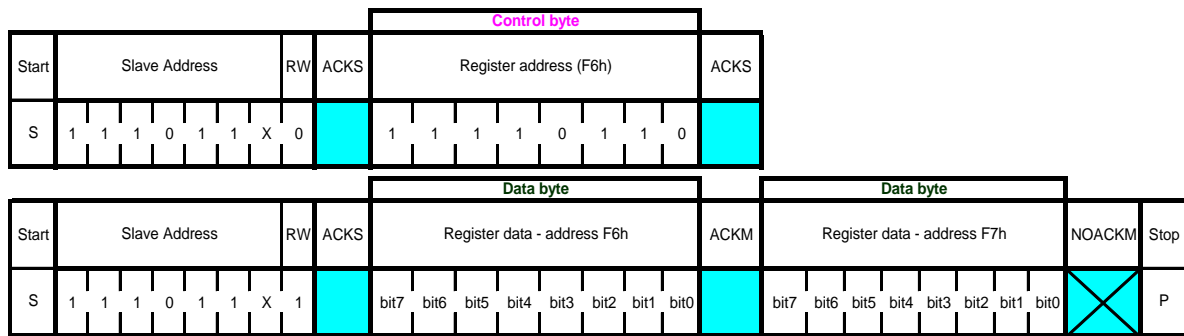 Control byte
Start Slave Address RW ACKS Register address (F6h) ACKS
S 1 1 1 0 1 1 X 0 1 1 1 1 0 1 1 0
Data byte Data byte
Start Slave Address RW ACKS Register data - address F6h ACKM Register data - address F7h NOACKM Stop
S 1 1 1 0 1 1 X 1 bit7 bit6 bit5 bit4 bit3 bit2 bit1 bit0 bit7 bit6 bit5 bit4 bit3 bit2 bit1 bit0 P